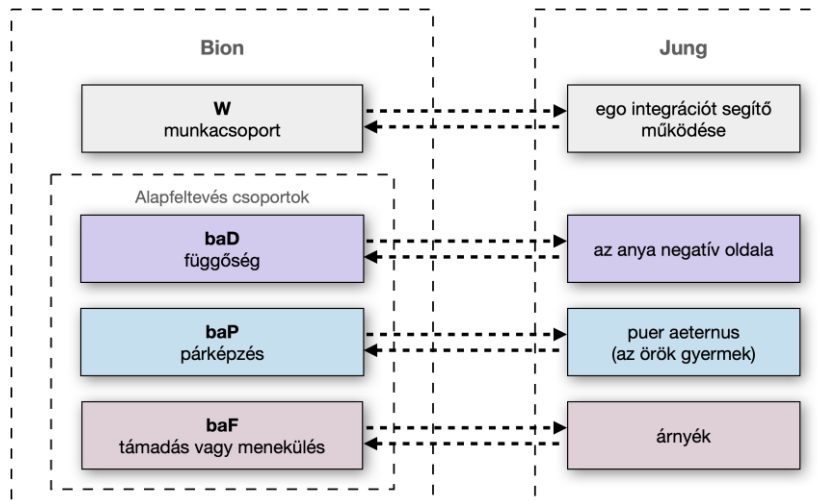 Bion
Jung
W
munkacsoport
ego integrációt segítő
működése
Alapfeltevés csoportok
baD
függőség
az anya negatív oldala
baP
párképzés
puer aeternus
(az örök gyermek)
baF
támadás vagy menekülés
árnyék